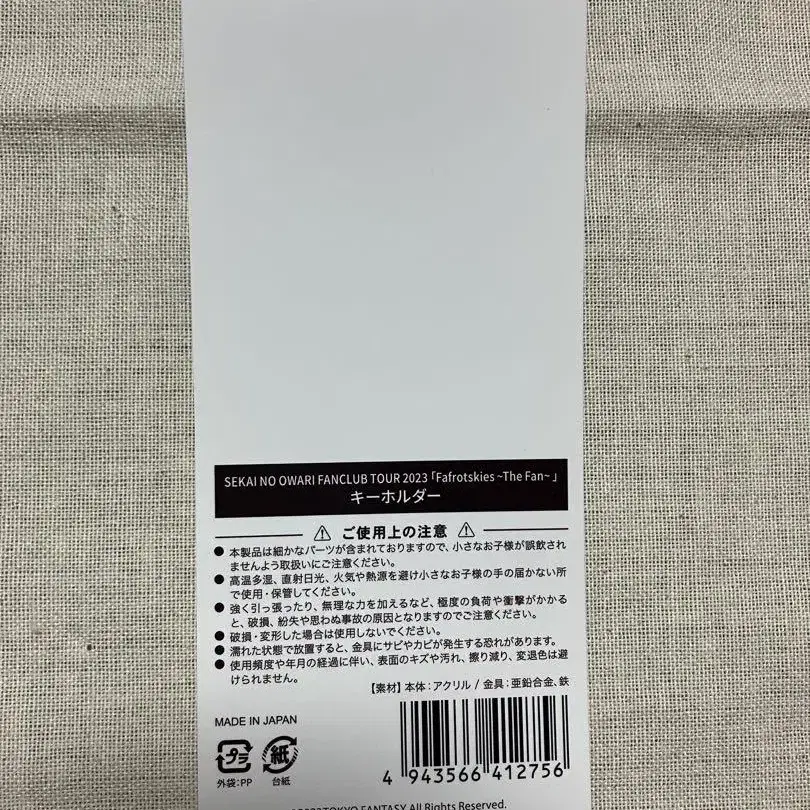 SEKAI NO OWARI FANCLUB TOUR 2023「Fafrotskies ~The Fan~」
キーホルダー
ご使用上の注意
● 本製品は細かなパーツが含まれておりますので、小さなお子様が誤飲され
ませんよう取扱いにご注意ください。
● 高温多湿、直射日光、火気や熱源を避け小さなお子様の手の届かない所
で使用・保管してください。
● 強く引っ張ったり、無理な力を加えるなど、極度の負荷や衝撃がかかる
と、破損、紛失や思わぬ事故の原因となりますのでご注意ください。
● 破損・変形した場合は使用しないでください。
● 濡れた状態で放置すると、金具にサビやカビが発生する恐れがあります。
● 使用頻度や年月の経過に伴い、表面のキズや汚れ、擦り減り、変退色は避
けられません。
【素材】本体：アクリル / 金具：亜鉛合金、鉄
MADE IN JAPAN
プラ 紙
外袋：PP 台紙
4 943566 412756
TOKYO FANTASY All Rights Reserved.